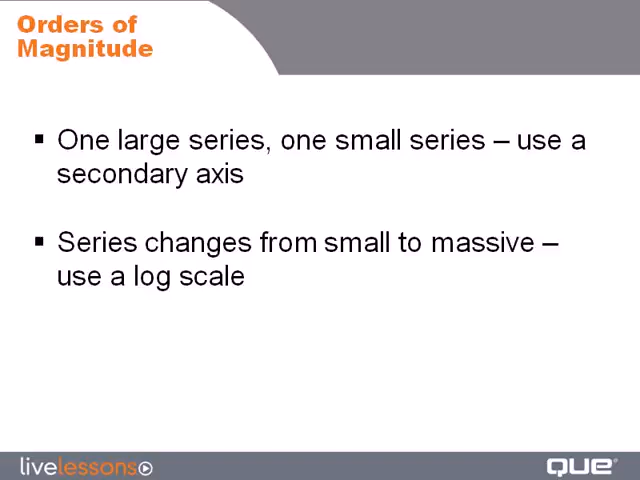 Orders of
Magnitude
▪ One large series, one small series – use a
secondary axis
▪ Series changes from small to massive –
use a log scale
livelessons
que®